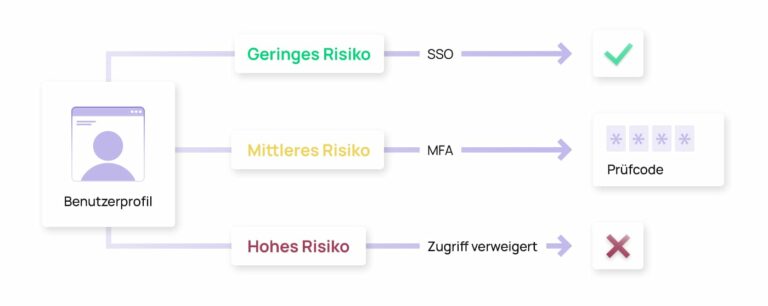 Geringes Risiko
SSO
Benutzerprofil
Mittleres Risiko
MFA
* * * *
Prüfcode
Hohes Risiko
Zugriff verweigert